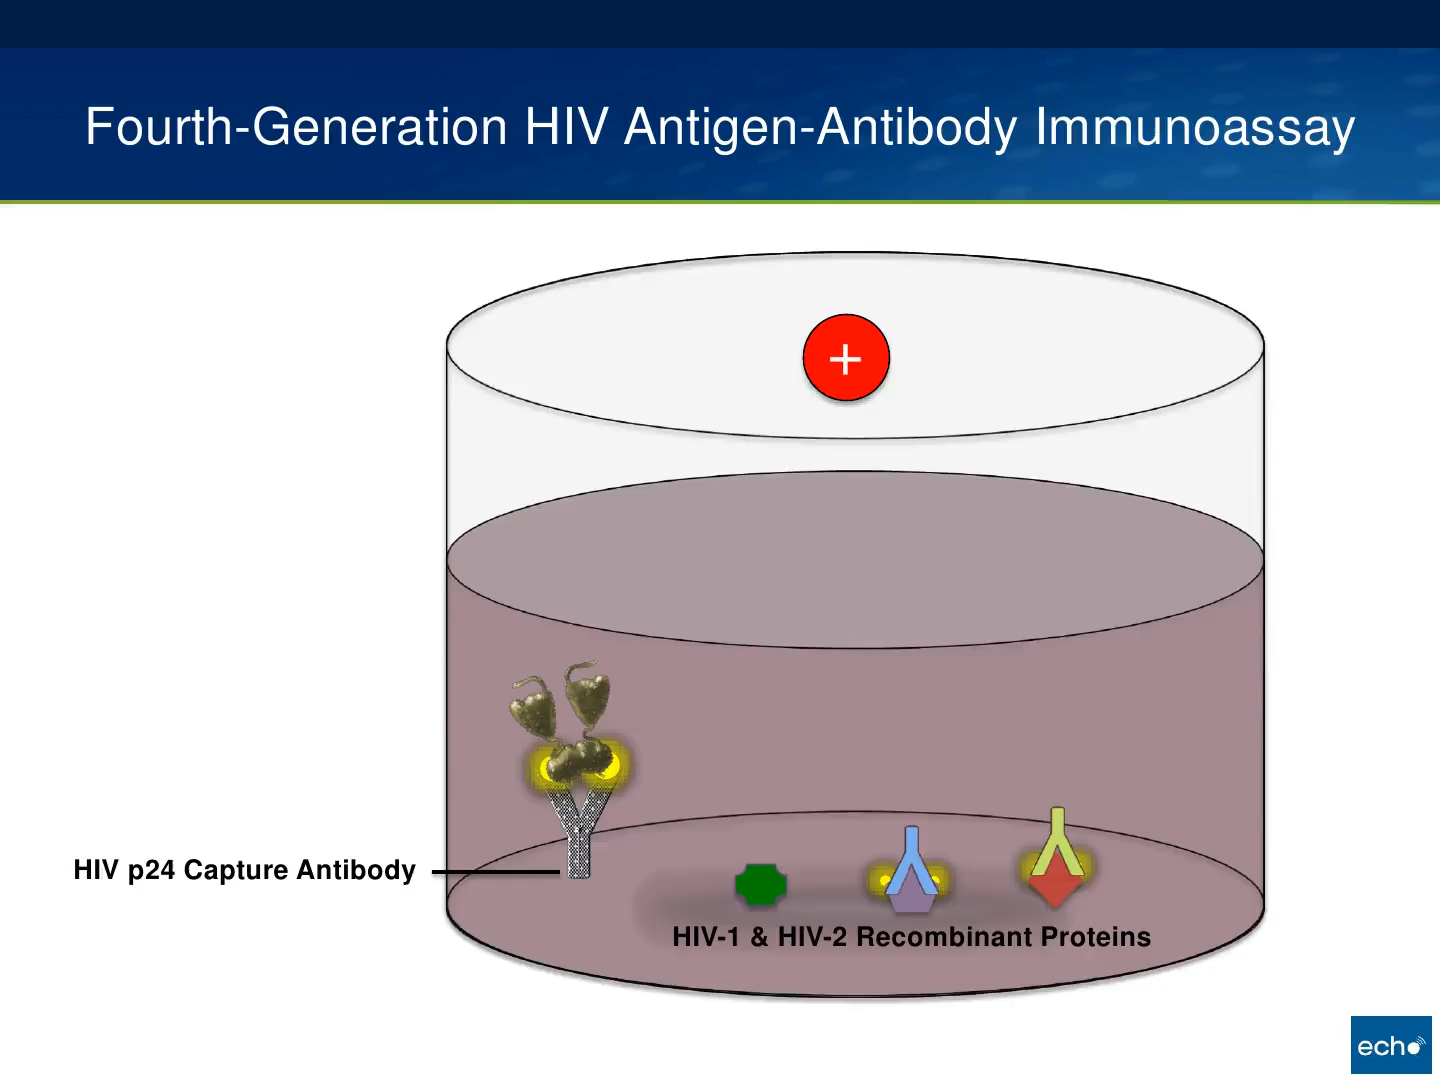 Fourth-Generation HIV Antigen-Antibody Immunoassay
+
HIV p24 Capture Antibody
HIV-1 & HIV-2 Recombinant Proteins
echo